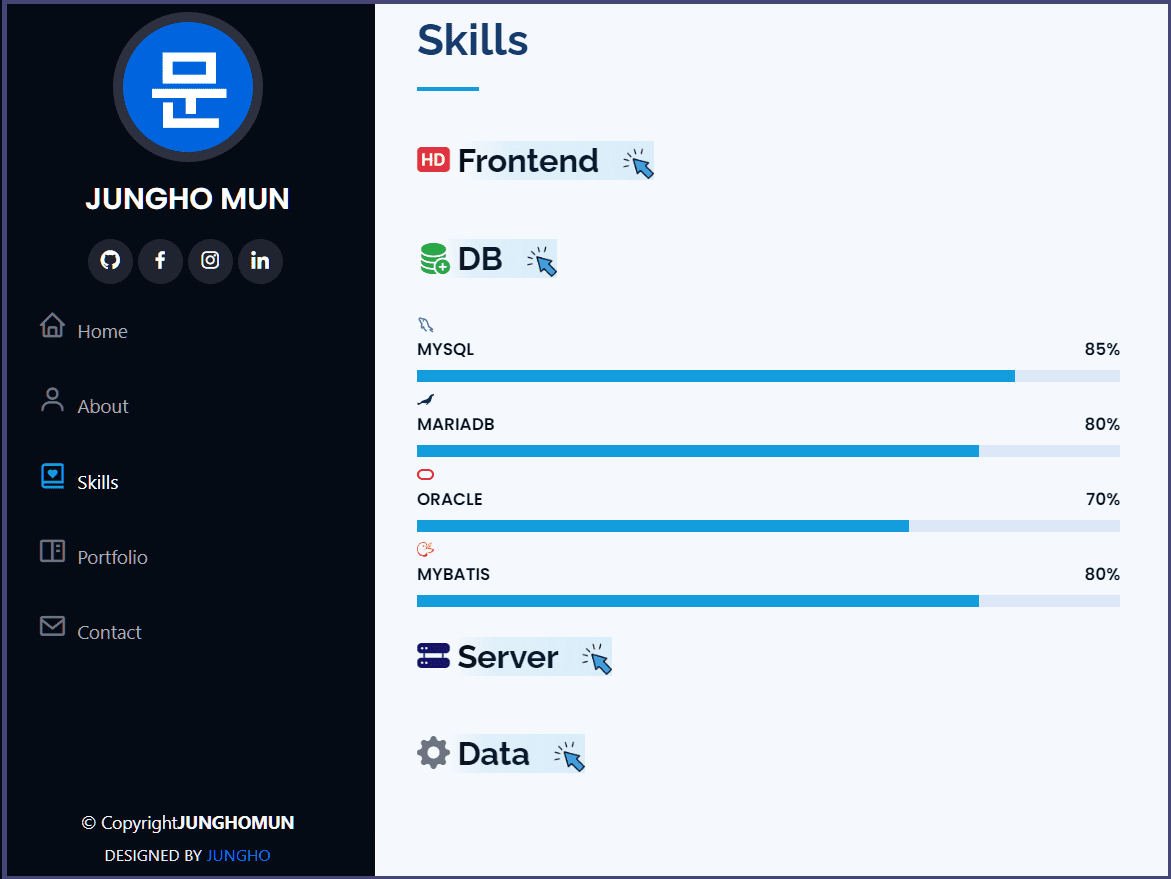 문
JUNGHO MUN
Home
About
Skills
Portfolio
Contact
© CopyrightJUNGHOMUN
DESIGNED BY JUNGHO
Skills
HD Frontend
DB
MYSQL 85%
MARIADB 80%
ORACLE 70%
MYBATIS 80%
Server
Data